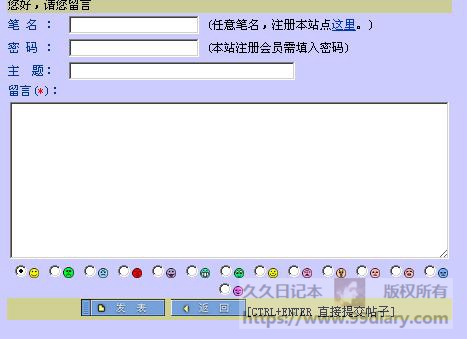 您好，请您留言
笔 名： (任意笔名，注册本站点这里。)
密 码： (本站注册会员需填入密码)
主 题：
留言(*)：
久久日记本 版权所有
发 表 返 回 [CTRL+ENTER 直接提交帖子]
https://www.99diary.com